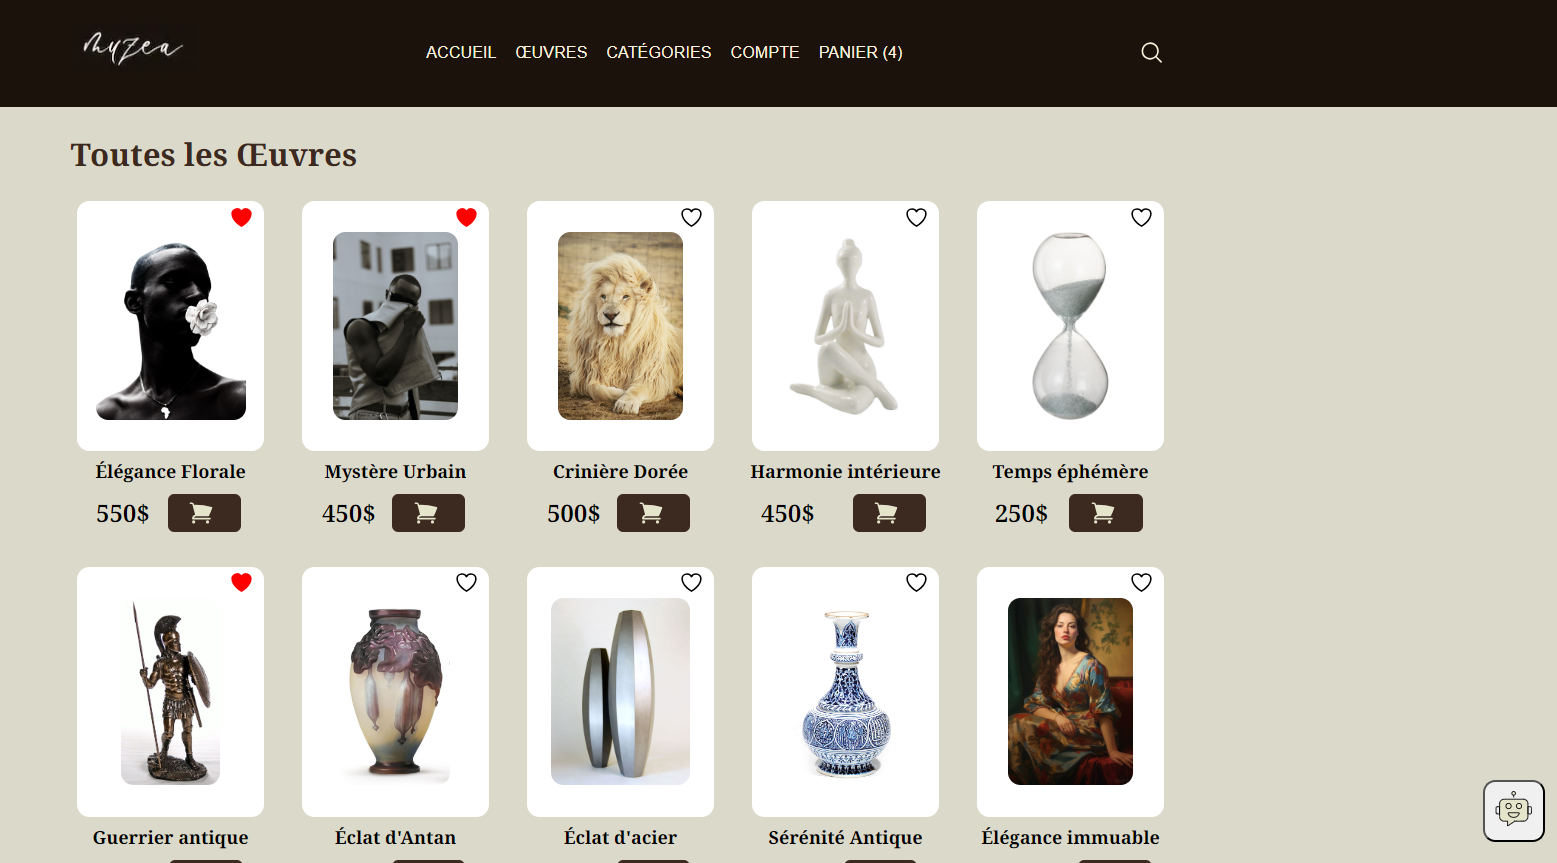 myzea
ACCUEIL ŒUVRES CATÉGORIES COMPTE PANIER (4)
Toutes les Œuvres
Élégance Florale Mystère Urbain Crinière Dorée Harmonie intérieure Temps éphémère
550$ 450$ 500$ 450$ 250$
Guerrier antique Éclat d'Antan Éclat d'acier Sérénité Antique Élégance immuable